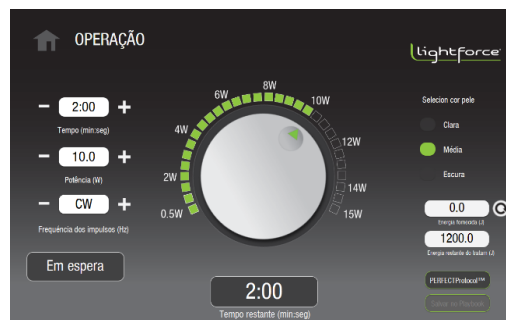 OPERAÇÃO
lightforce
2:00
Tempo (min:seg)
10.0
Potência (W)
CW
Frequência dos impulsos (Hz)
Em espera
0.5W
2W
4W
6W
8W
10W
12W
14W
15W
2:00
Tempo restante (min:seg)
Selecion cor pele
Clara
Média
Escura
0.0
Energia fornecida (J)
1200.0
Energia restante do tratam (J)
PERFECTProtocol™